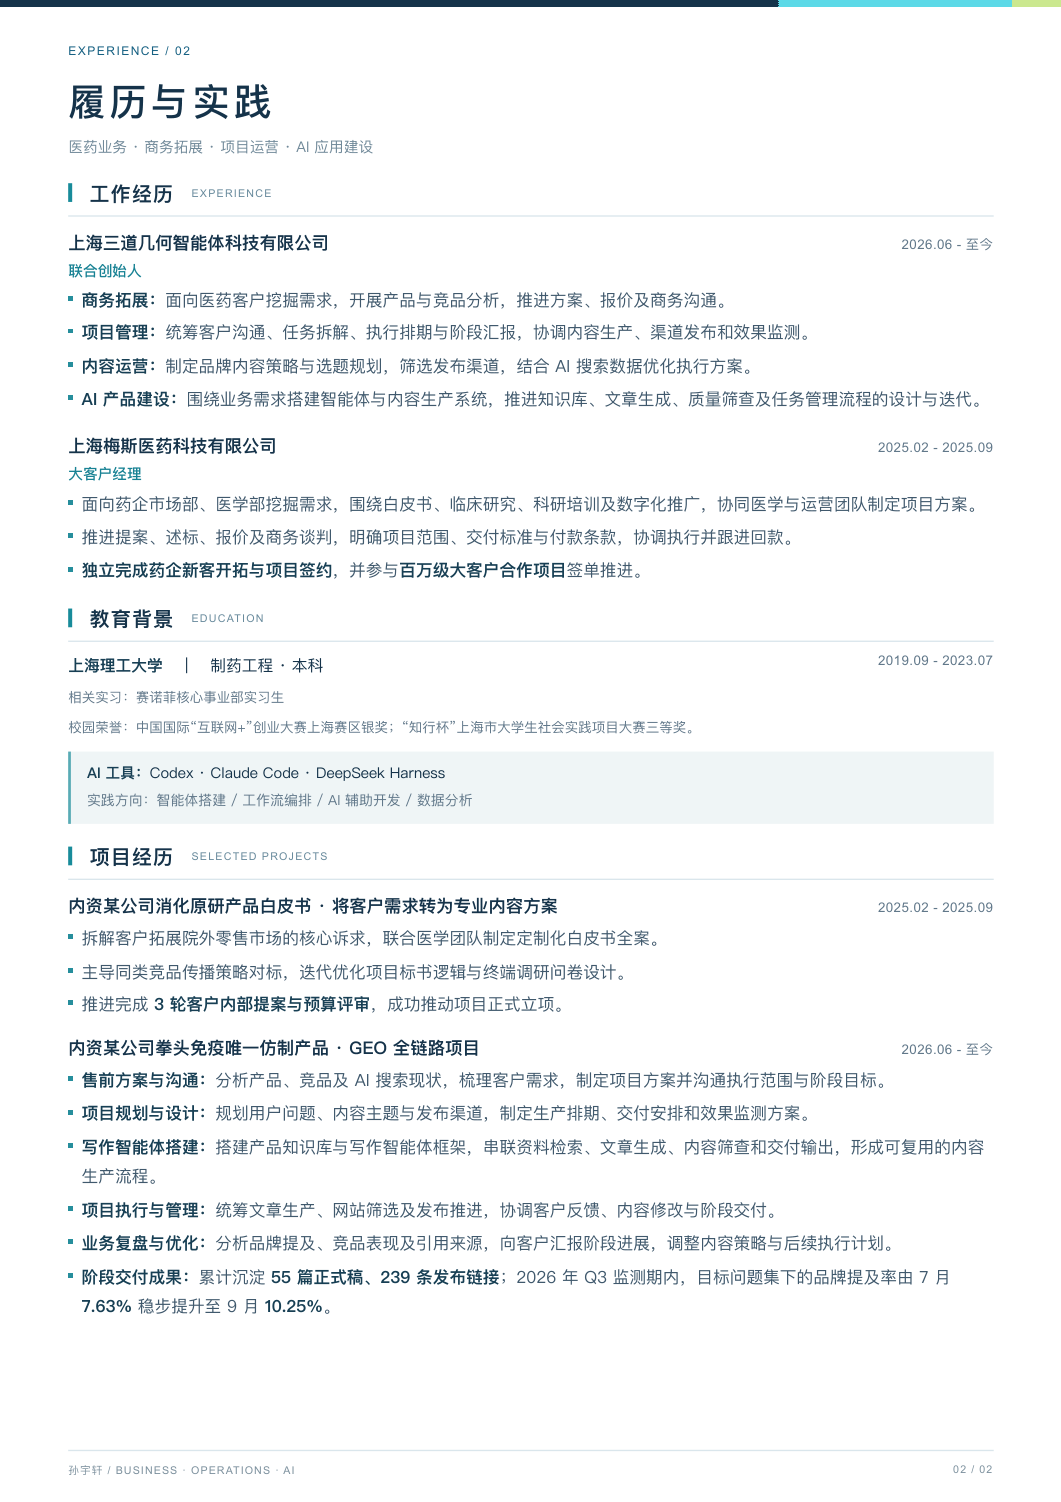 EXPERIENCE / 02
履历与实践
医药业务 · 商务拓展 · 项目运营 · AI 应用建设
工作经历 EXPERIENCE
上海三道几何智能体科技有限公司 2026.06 - 至今
联合创始人
商务拓展：面向医药客户挖掘需求，开展产品与竞品分析，推进方案、报价及商务沟通。
项目管理：统筹客户沟通、任务拆解、执行排期与阶段汇报，协调内容生产、渠道发布和效果监测。
内容运营：制定品牌内容策略与选题规划，筛选发布渠道，结合 AI 搜索数据优化执行方案。
AI 产品建设：围绕业务需求搭建智能体与内容生产系统，推进知识库、文章生成、质量筛查及任务管理流程的设计与迭代。
上海梅斯医药科技有限公司 2025.02 - 2025.09
大客户经理
面向药企市场部、医学部挖掘需求，围绕白皮书、临床研究、科研培训及数字化推广，协同医学与运营团队制定项目方案。
推进提案、述标、报价及商务谈判，明确项目范围、交付标准与付款条款，协调执行并跟进回款。
独立完成药企新客开拓与项目签约，并参与百万级大客户合作项目签单推进。
教育背景 EDUCATION
上海理工大学 | 制药工程 · 本科 2019.09 - 2023.07
相关实习：赛诺菲核心事业部实习生
校园荣誉：中国国际“互联网+”创业大赛上海赛区银奖；“知行杯”上海市大学生社会实践项目大赛三等奖。
AI 工具：Codex · Claude Code · DeepSeek Harness
实践方向：智能体搭建 / 工作流编排 / AI 辅助开发 / 数据分析
项目经历 SELECTED PROJECTS
内资某公司消化原研产品白皮书 · 将客户需求转为专业内容方案 2025.02 - 2025.09
拆解客户拓展院外零售市场的核心诉求，联合医学团队制定定制化白皮书全案。
主导同类竞品传播策略对标，迭代优化项目标书逻辑与终端调研问卷设计。
推进完成 3 轮客户内部提案与预算评审，成功推动项目正式立项。
内资某公司拳头免疫唯一仿制产品 · GEO 全链路项目 2026.06 - 至今
售前方案与沟通：分析产品、竞品及 AI 搜索现状，梳理客户需求，制定项目方案并沟通执行范围与阶段目标。
项目规划与设计：规划用户问题、内容主题与发布渠道，制定生产排期、交付安排和效果监测方案。
写作智能体搭建：搭建产品知识库与写作智能体框架，串联资料检索、文章生成、内容筛查和交付输出，形成可复用的内容
生产流程。
项目执行与管理：统筹文章生产、网站筛选及发布推进，协调客户反馈、内容修改与阶段交付。
业务复盘与优化：分析品牌提及、竞品表现及引用来源，向客户汇报阶段进展，调整内容策略与后续执行计划。
阶段交付成果：累计沉淀 55 篇正式稿、239 条发布链接；2026 年 Q3 监测期内，目标问题集下的品牌提及率由 7 月
7.63% 稳步提升至 9 月 10.25%。
孙宇轩 / BUSINESS · OPERATIONS · AI 02 / 02